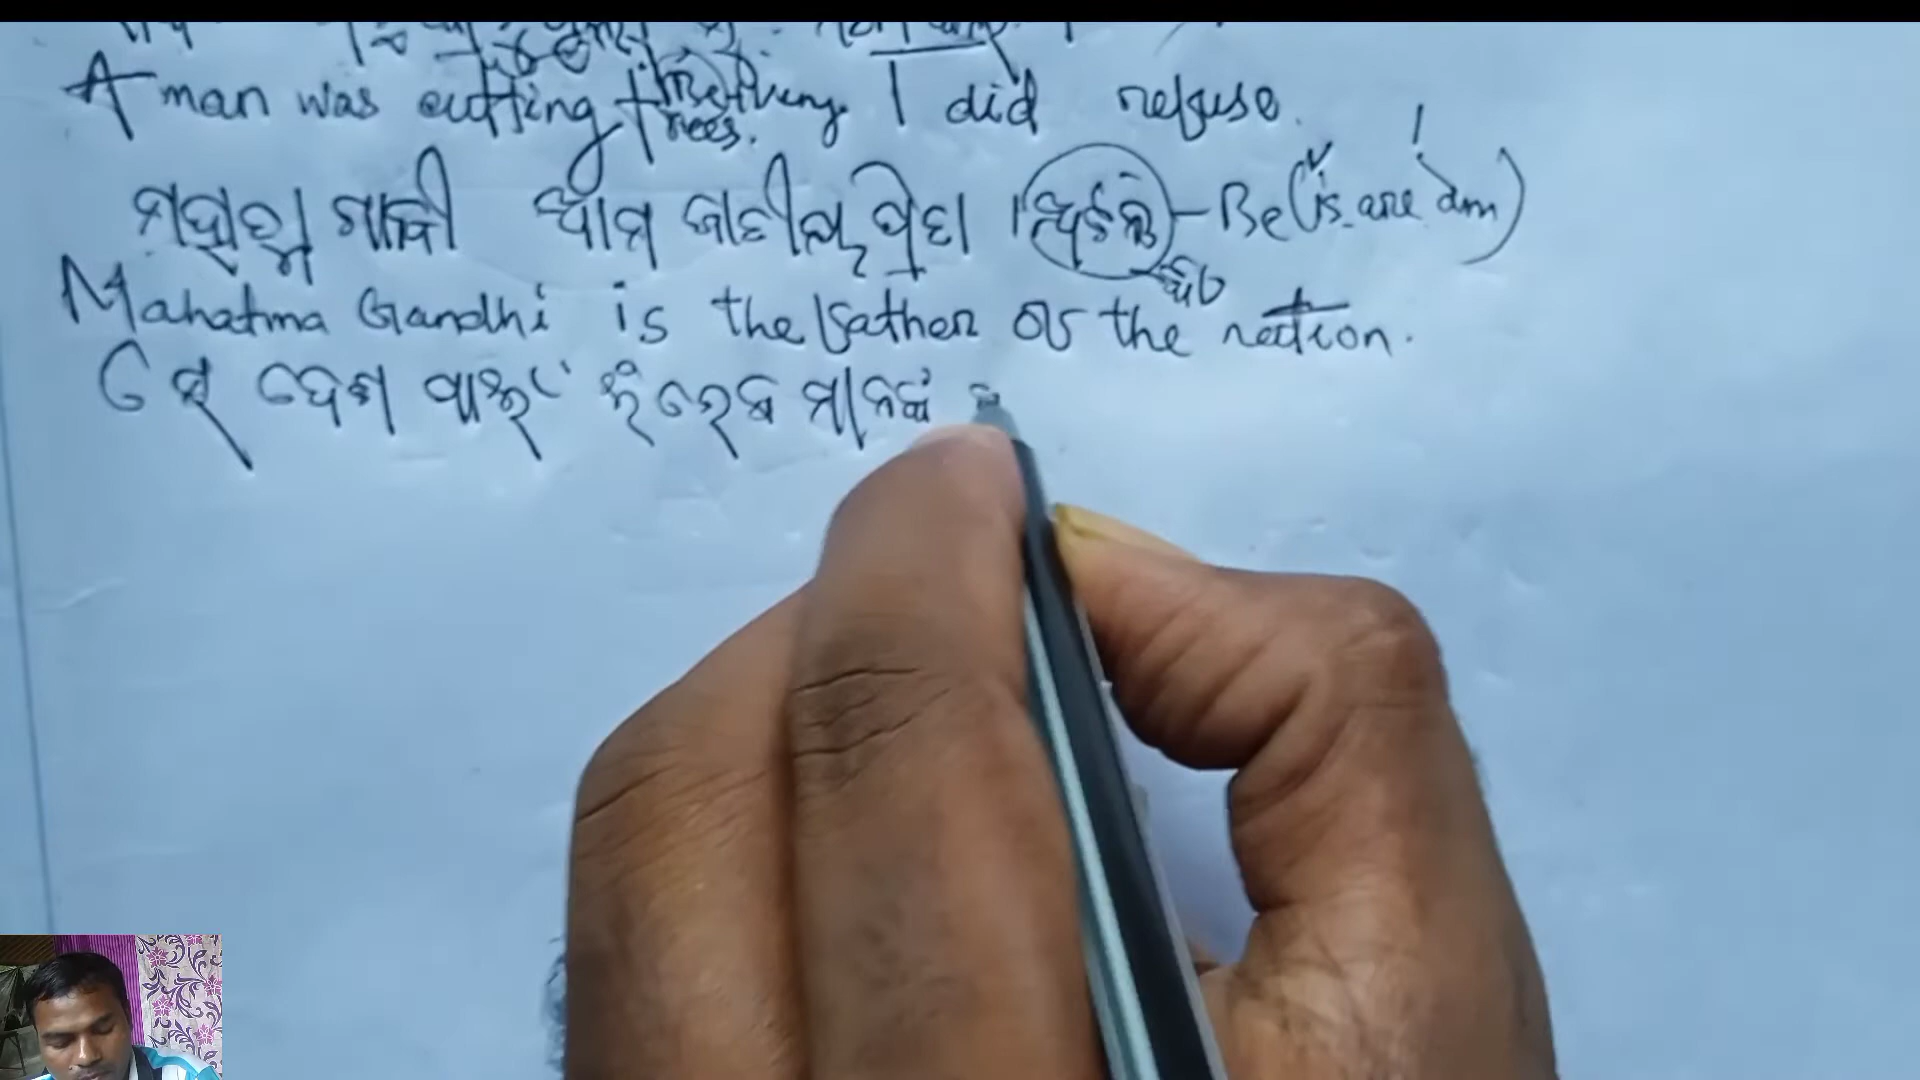 A man was cutting trees. I did refuse.
ମହାତ୍ମା ଗାନ୍ଧୀ ଆମ ଜାତୀର ପିତା । ଅଟନ୍ତି - Be (is are am)
Mahatma Gandhi is the father of the nation.
ସେ ଦେଶ ପାଇଁ ଇଂରେଜ ମାନଙ୍କ